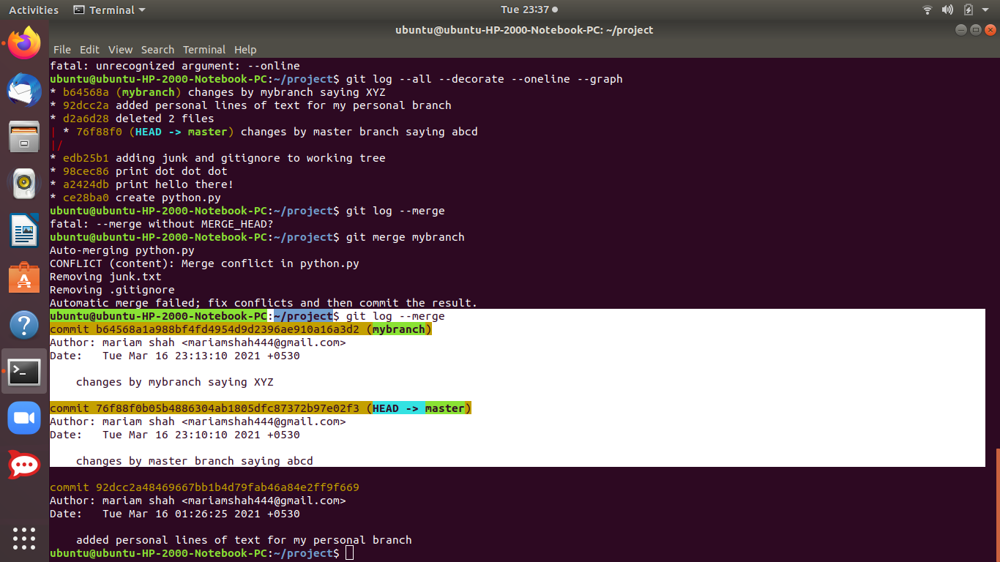 Activities Terminal Tue 23:37
ubuntu@ubuntu-HP-2000-Notebook-PC: ~/project
File Edit View Search Terminal Help
fatal: unrecognized argument: --online
ubuntu@ubuntu-HP-2000-Notebook-PC:~/project$ git log --all --decorate --oneline --graph
* b64568a (mybranch) changes by mybranch saying XYZ
* 92dcc2a added personal lines of text for my personal branch
* d2a6d28 deleted 2 files
| * 76f88f0 (HEAD -> master) changes by master branch saying abcd
|/
* edb25b1 adding junk and gitignore to working tree
* 98cec86 print dot dot dot
* a2424db print hello there!
* ce28ba0 create python.py
ubuntu@ubuntu-HP-2000-Notebook-PC:~/project$ git log --merge
fatal: --merge without MERGE_HEAD?
ubuntu@ubuntu-HP-2000-Notebook-PC:~/project$ git merge mybranch
Auto-merging python.py
CONFLICT (content): Merge conflict in python.py
Removing junk.txt
Removing .gitignore
Automatic merge failed; fix conflicts and then commit the result.
ubuntu@ubuntu-HP-2000-Notebook-PC:~/project$ git log --merge
commit b64568a1a988bf4fd4954d9d2396ae910a16a3d2 (mybranch)
Author: mariam shah <mariamshah444@gmail.com>
Date:   Tue Mar 16 23:13:10 2021 +0530
    changes by mybranch saying XYZ
commit 76f88f0b05b4886304ab1805dfc87372b97e02f3 (HEAD -> master)
Author: mariam shah <mariamshah444@gmail.com>
Date:   Tue Mar 16 23:10:10 2021 +0530
    changes by master branch saying abcd
commit 92dcc2a48469667bb1b4d79fab46a84e2ff9f669
Author: mariam shah <mariamshah444@gmail.com>
Date:   Tue Mar 16 01:26:25 2021 +0530
    added personal lines of text for my personal branch
ubuntu@ubuntu-HP-2000-Notebook-PC:~/project$